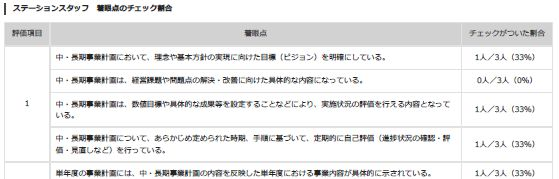 ステーションスタッフ　着眼点のチェック割合
評価項目　着眼点　チェックがついた割合
中・長期事業計画において、理念や基本方針の実現に向けた目標（ビジョン）を明確にしている。　1人／3人（33%）
中・長期事業計画は、経営課題や問題点の解決・改善に向けた具体的な内容になっている。　0人／3人（0%）
1
中・長期事業計画は、数値目標や具体的な成果等を設定することなどにより、実施状況の評価を行える内容となって
いる。　1人／3人（33%）
中・長期事業計画について、あらかじめ定められた時期、手順に基づいて、定期的に自己評価（進捗状況の確認・評
価・見直しなど）を行っている。　1人／3人（33%）
単年度の事業計画には、中・長期事業計画の内容を反映した単年度における事業内容が具体的に示されている。　1人／3人（33%）